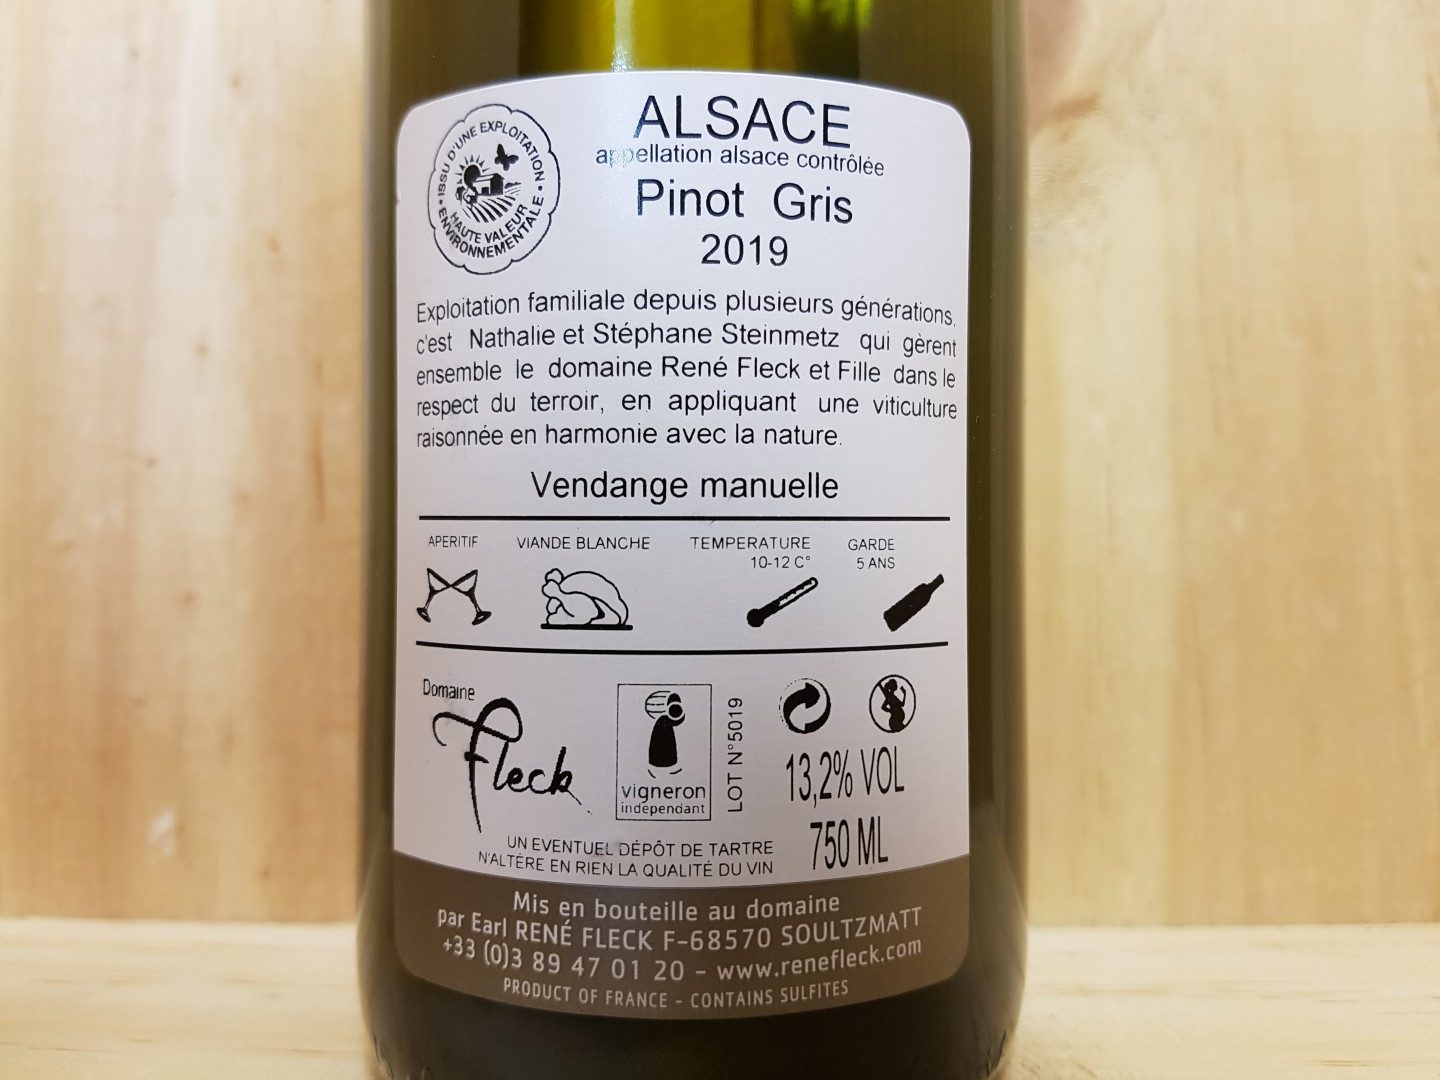 ISSU D'UNE EXPLOITATION
HAUTE VALEUR
ENVIRONNEMENTALE
ALSACE
appellation alsace contrôlée
Pinot Gris
2019
Exploitation familiale depuis plusieurs générations,
c'est Nathalie et Stéphane Steinmetz qui gèrent
ensemble le domaine René Fleck et Fille dans le
respect du terroir, en appliquant une viticulture
raisonnée en harmonie avec la nature.
Vendange manuelle
APERITIF
VIANDE BLANCHE
TEMPERATURE
10-12 C°
GARDE
5 ANS
Domaine
Fleck
vigneron
indépendant
LOT N°5019
13,2% VOL
750 ML
UN EVENTUEL DÉPÔT DE TARTRE
N'ALTÈRE EN RIEN LA QUALITÉ DU VIN
Mis en bouteille au domaine
par Earl RENÉ FLECK F-68570 SOULTZMATT
+33 (0)3 89 47 01 20 - www.renefleck.com
PRODUCT OF FRANCE - CONTAINS SULFITES